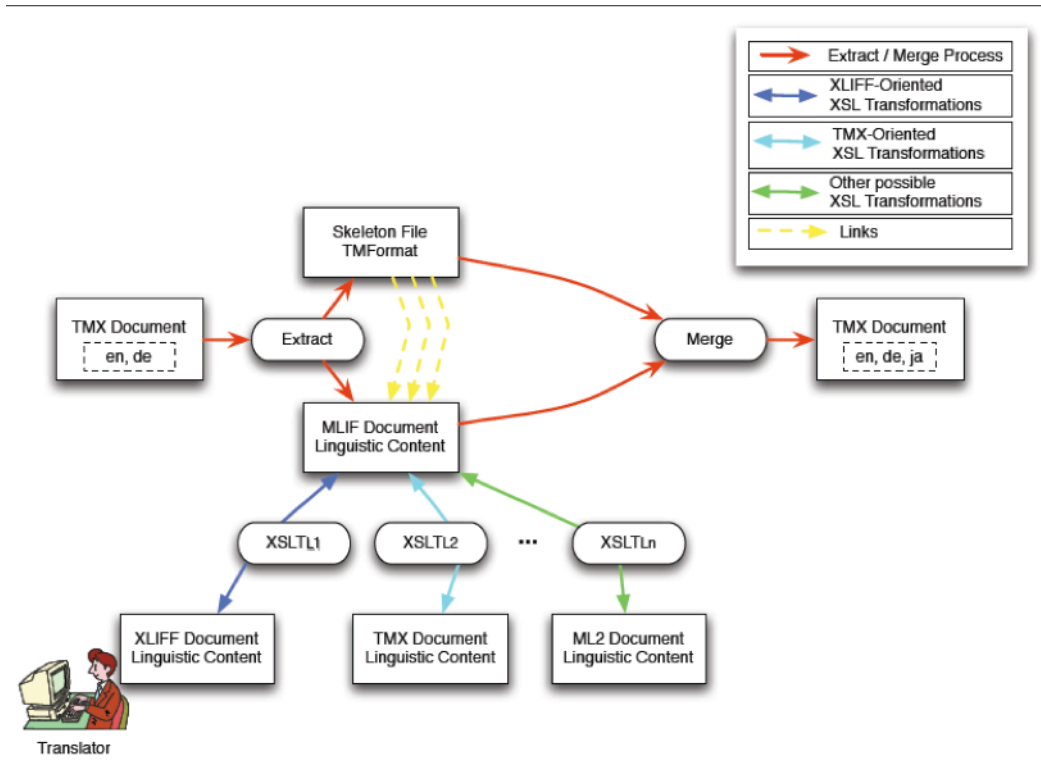 Extract / Merge Process
XLIFF-Oriented
XSL Transformations
TMX-Oriented
XSL Transformations
Other possible
XSL Transformations
Links
Skeleton File
TMFormat
TMX Document
en, de
Extract
Merge
TMX Document
en, de, ja
MLIF Document
Linguistic Content
XSLTL1
XSLTL2
...
XSLTLn
XLIFF Document
Linguistic Content
TMX Document
Linguistic Content
ML2 Document
Linguistic Content
Translator